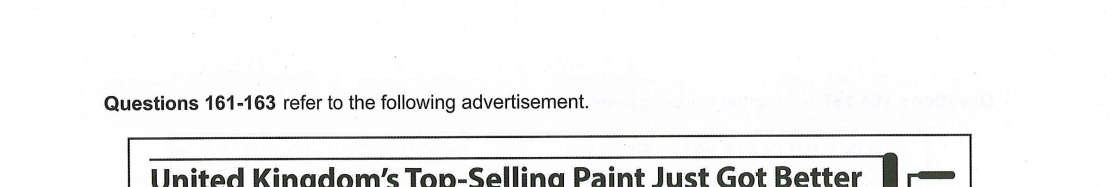 Questions 161-163 refer to the following advertisement.
United Kingdom's Top-Selling Paint Just Got Better